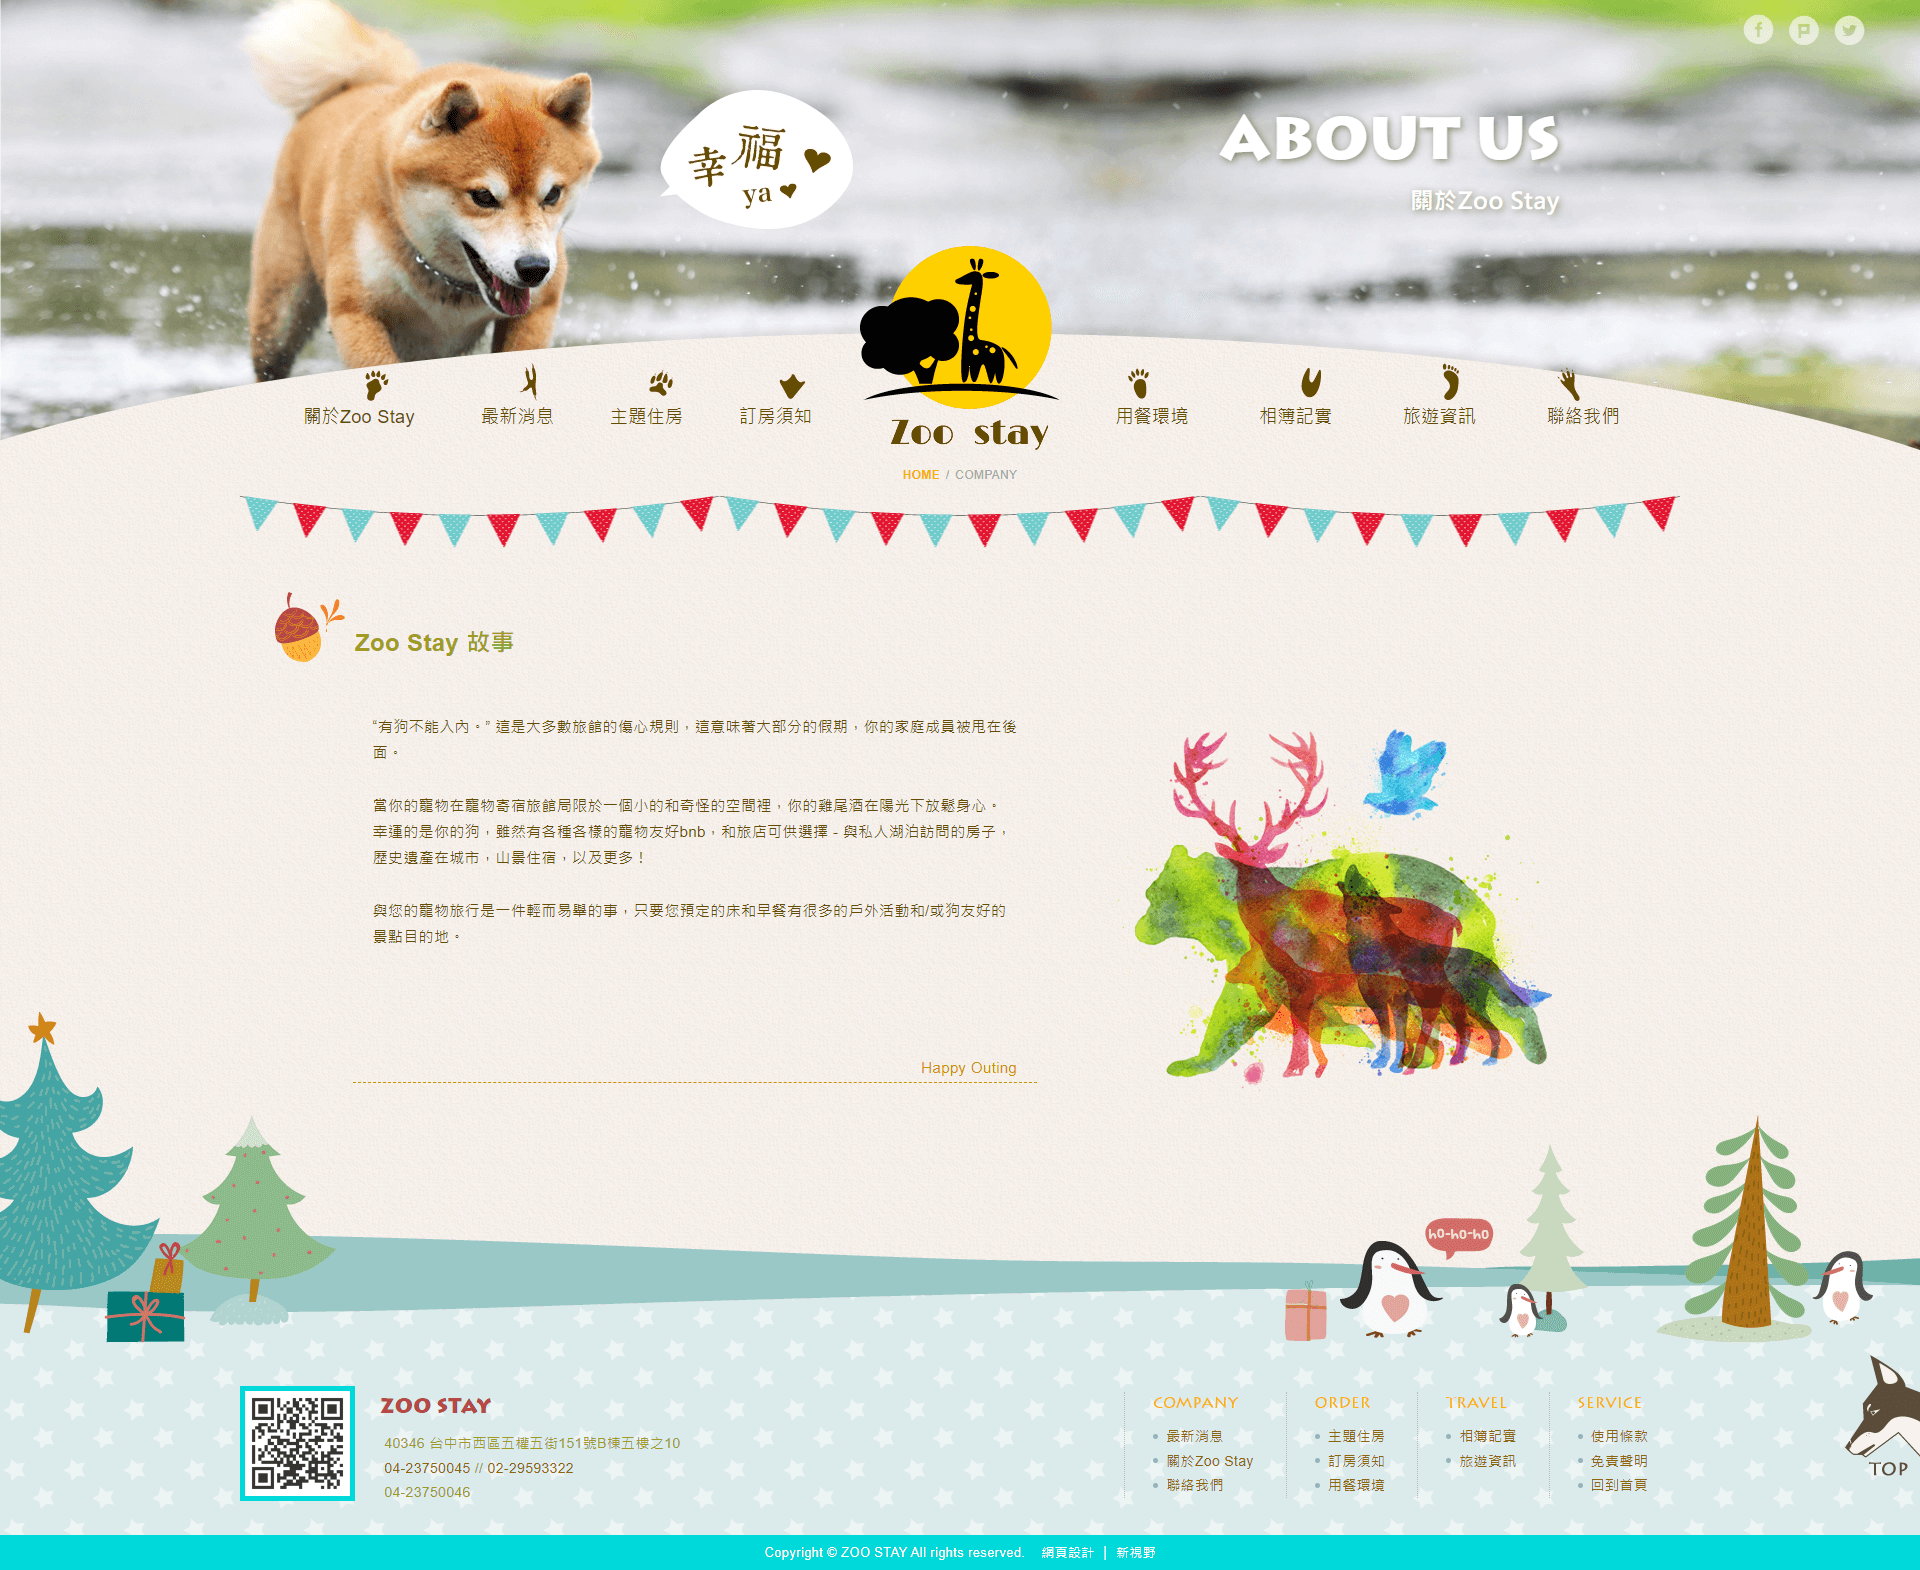 幸福
ya
ABOUT US
關於Zoo Stay
關於Zoo Stay
最新消息
主題住房
訂房須知
Zoo stay
用餐環境
相簿記實
旅遊資訊
聯絡我們
HOME / COMPANY
Zoo Stay 故事
“有狗不能入內。” 這是大多數旅館的傷心規則，這意味著大部分的假期，你的家庭成員被甩在後
面。
當你的寵物在寵物寄宿旅館局限於一個小的和奇怪的空間裡，你的雞尾酒在陽光下放鬆身心。
幸運的是你的狗，雖然有各種各樣的寵物友好bnb，和旅店可供選擇 - 與私人湖泊訪問的房子，
歷史遺產在城市，山景住宿，以及更多！
與您的寵物旅行是一件輕而易舉的事，只要您預定的床和早餐有很多的戶外活動和/或狗友好的
景點目的地。
Happy Outing
ho-ho-ho
ZOO STAY
40346 台中市西區五權五街151號B棟五樓之10
04-23750045 // 02-29593322
04-23750046
COMPANY
最新消息
關於Zoo Stay
聯絡我們
ORDER
主題住房
訂房須知
用餐環境
TRAVEL
相簿記實
旅遊資訊
SERVICE
使用條款
免責聲明
回到首頁
TOP
Copyright © ZOO STAY All rights reserved. 網頁設計 | 新視野